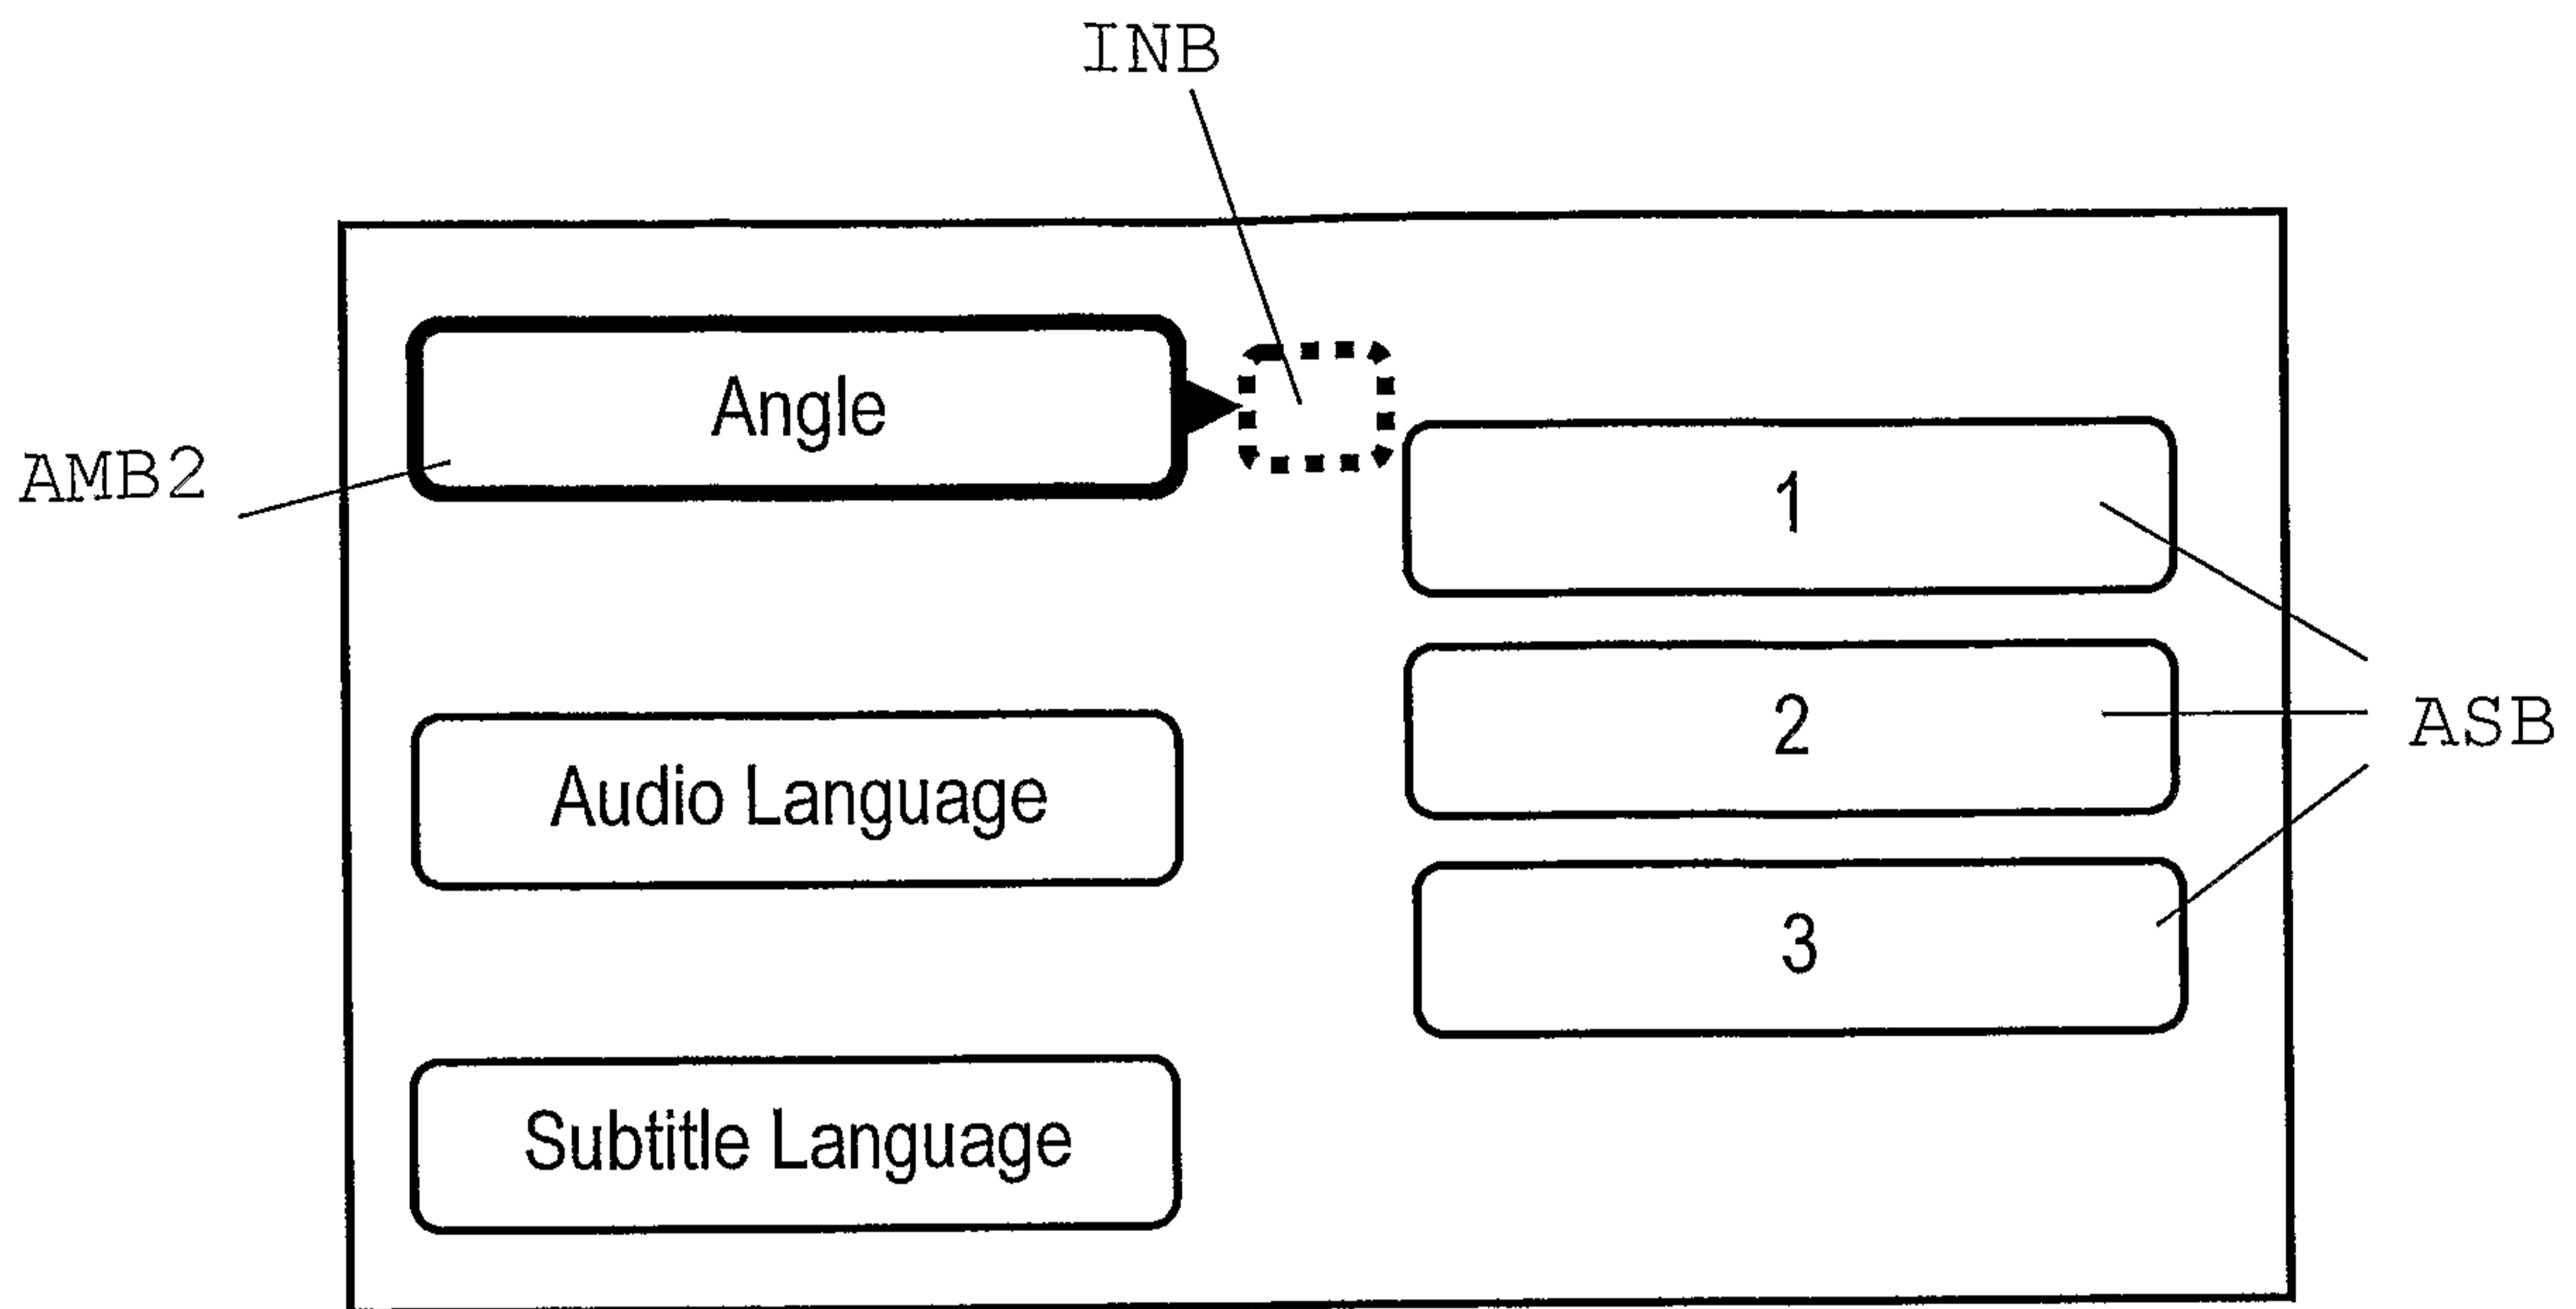 INB
Angle
AMB2
1
2
ASB
Audio Language
3
Subtitle Language